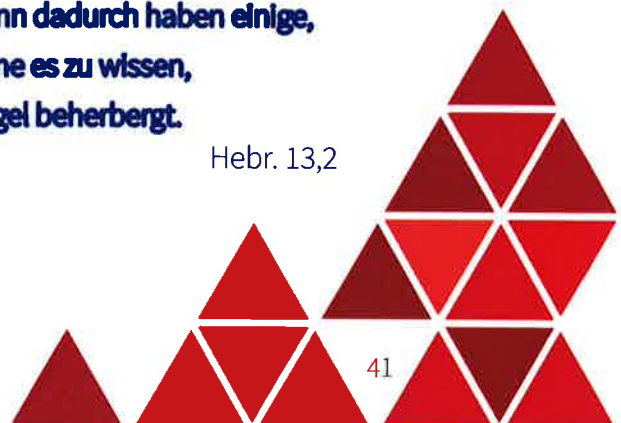 nn dadurch haben einige,
ne es zu wissen,
gel beherbergt.
Hebr. 13,2
41